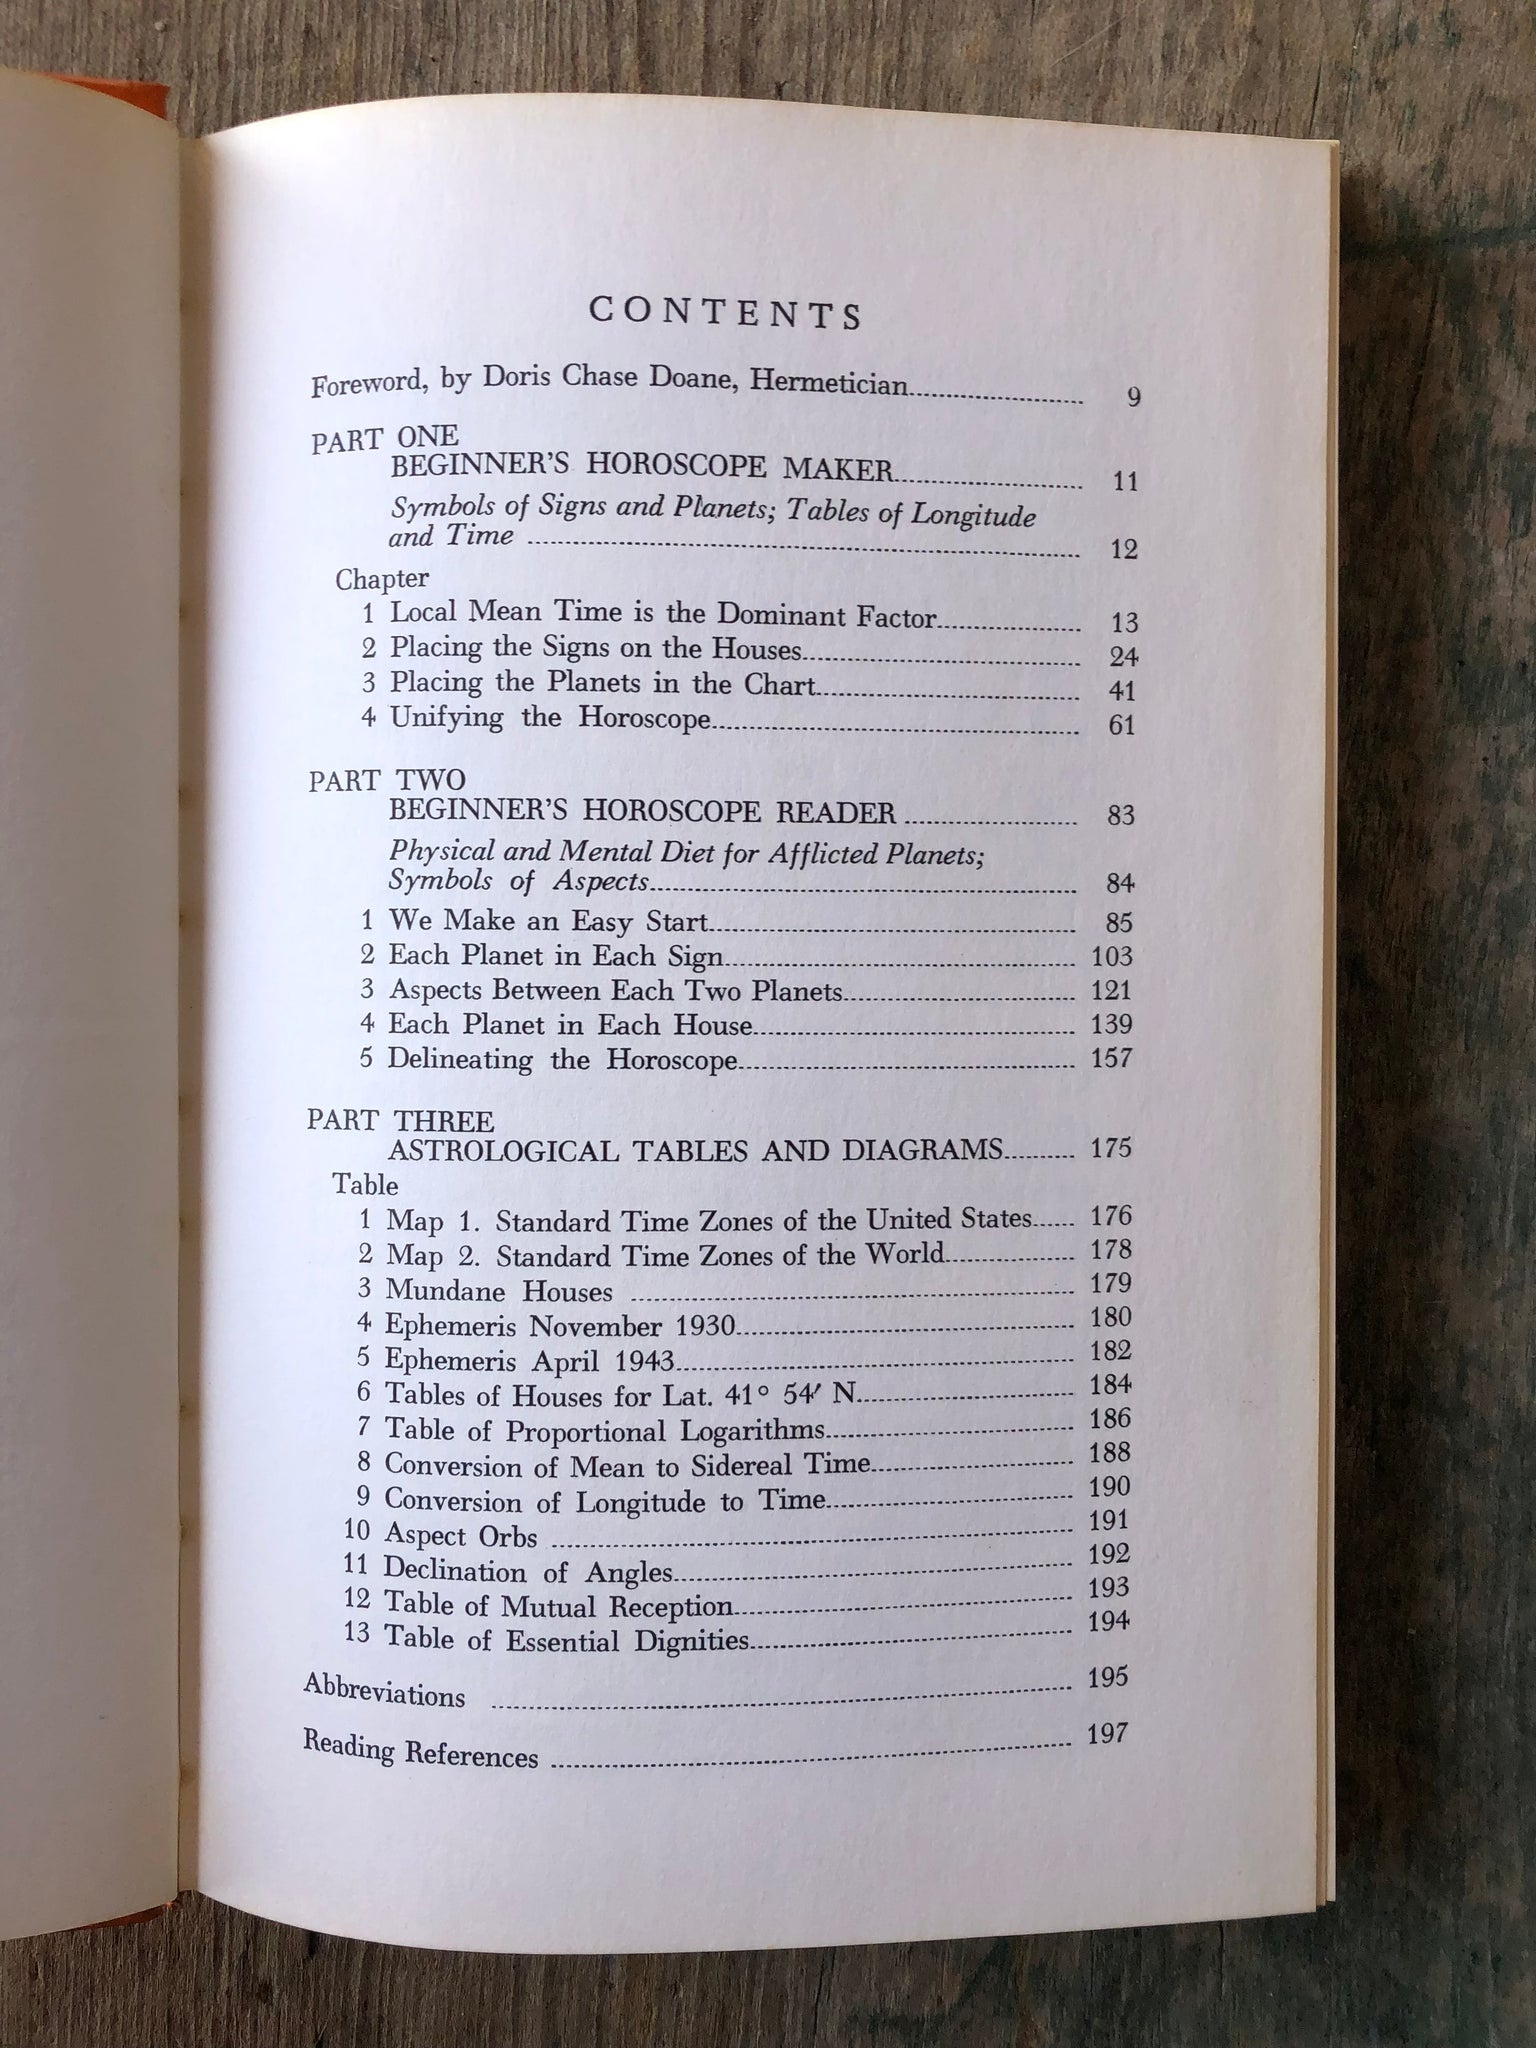 CONTENTS
Foreword, by Doris Chase Doane, Hermetician 9
PART ONE
BEGINNER'S HOROSCOPE MAKER 11
Symbols of Signs and Planets; Tables of Longitude
and Time 12
Chapter
1 Local Mean Time is the Dominant Factor 13
2 Placing the Signs on the Houses 24
3 Placing the Planets in the Chart 41
4 Unifying the Horoscope 61
PART TWO
BEGINNER'S HOROSCOPE READER 83
Physical and Mental Diet for Afflicted Planets;
Symbols of Aspects 84
1 We Make an Easy Start 85
2 Each Planet in Each Sign 103
3 Aspects Between Each Two Planets 121
4 Each Planet in Each House 139
5 Delineating the Horoscope 157
PART THREE
ASTROLOGICAL TABLES AND DIAGRAMS 175
Table
1 Map 1. Standard Time Zones of the United States 176
2 Map 2. Standard Time Zones of the World 178
3 Mundane Houses 179
4 Ephemeris November 1930 180
5 Ephemeris April 1943 182
6 Tables of Houses for Lat. 41° 54′ N. 184
7 Table of Proportional Logarithms 186
8 Conversion of Mean to Sidereal Time 188
9 Conversion of Longitude to Time 190
10 Aspect Orbs 191
11 Declination of Angles 192
12 Table of Mutual Reception 193
13 Table of Essential Dignities 194
Abbreviations 195
Reading References 197